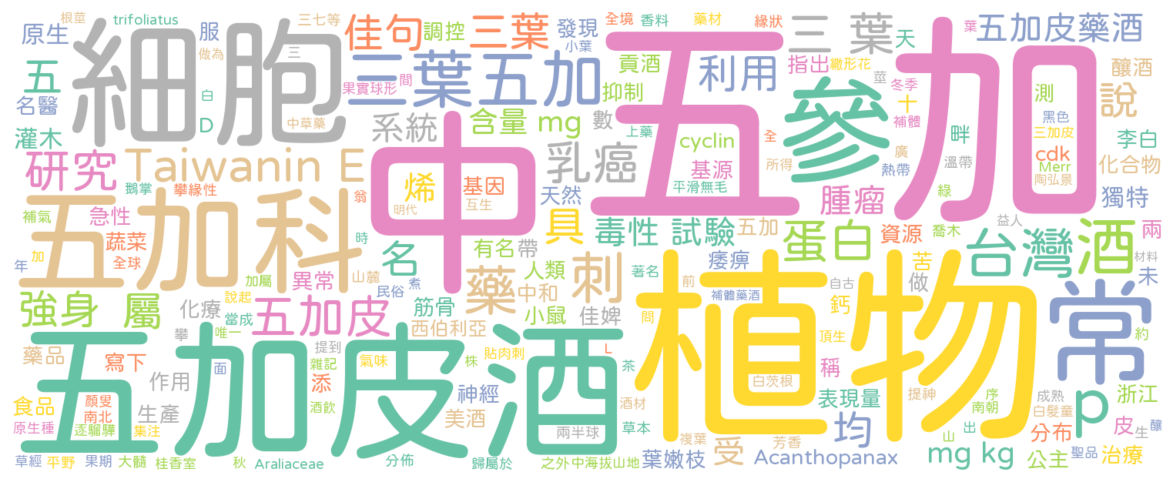 根莖
trifoliatus
三七等
服
佳句
調控
三葉
發現
全境
香料
藥材
緣狀
三 葉
天
葉
五加皮藥酒
原生
做為
三
小葉
細胞
三葉五加
五加
貢酒
利用
指出
橢形花
莖
冬季
釀酒
五
果實球形
間
抑制
參
十
測
說
名醫
白
D
中草藥
系統
含量 mg
數
上藥
cyclin
全
補體
黑色
灌木
乳癌
基源
所得
廣
熱帶
畔
三加皮
李白
溫帶
cdk
化合物
研究
Taiwanin E
中
烯
基因
天然
平滑無毛
Merr
陶弘景
鵝掌
攀緣性
翁
明代
互生
腫瘤
綠
獨特
補氣
急性
五加科
具
毒性 試驗
五加
蛋白
資源
益人
喬木
兩
蔬菜
時
名
有名
帶
台灣
酒
加
年
全球
加屬
異常
山麓
藥
人類
刺
著名
痿痹
前
苦
做
材料
未
民俗
煮
中和
補體藥酒
自古
鈣
強身
屬
說起
化療
筋骨
小鼠
佳婢
問
植物
常
當成
唯一
五加皮
西伯利亞
頂生
約
藥品
攀
提到
氣味
株
貼肉刺
L
茶
白茨根
稱
寫下
面
五加皮酒
作用
添
雜記
神經
提神
序
成熟
浙江
食品
顏叟
酒飲
美酒
酒材
表現量
p
南朝
白髮童
南北
生產
兩半球
草本
複葉
芳香
均
山
出
分布
皮
生
釀
原生種
逐騮驊
集注
葉嫩枝
受
Acanthopanax
mg kg
聖品
治療
草經
平野
果期
大髓
桂香室
秋
Araliaceae
分佈
歸屬於
之外
中海拔山地
公主